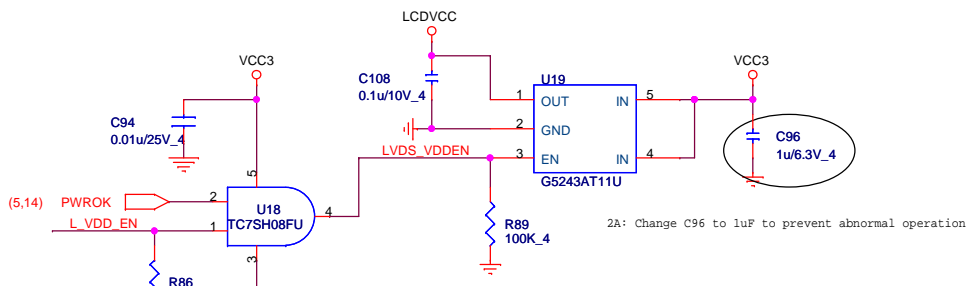 LCDVCC
VCC3
C108
0.1u/10V_4
U19
VCC3
1
OUT
IN
5
2
GND
C94
0.01u/25V_4
C96
1u/6.3V_4
LVDS_VDDEN
3
EN
IN
4
G5243AT11U
5
(5,14)
PWROK
2
U18
TC7SH08FU
4
L_VDD_EN
1
R89
100K_4
2A: Change C96 to 1uF to prevent abnormal operation
3
R86